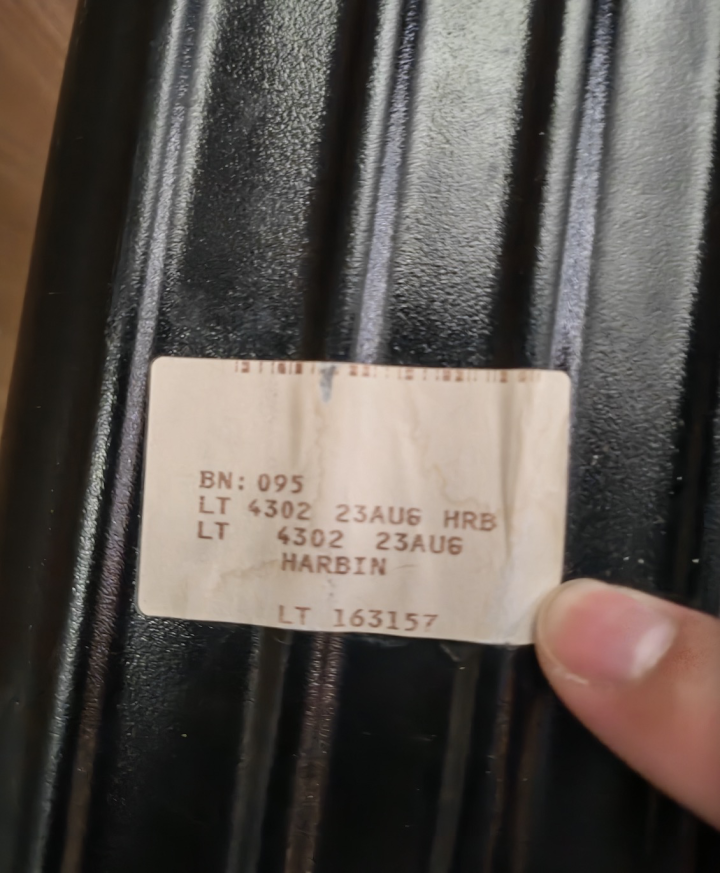 BN: 095
LT 4302 23AUG HRB
LT 4302 23AUG
HARBIN
LT 163157